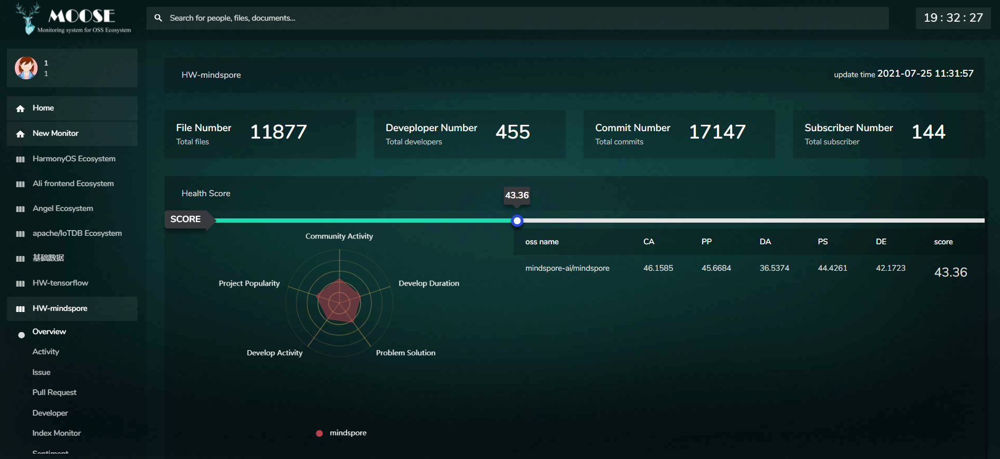 MOOSE
Monitoring system for OSS Ecosystem
Search for people, files, documents...
19 : 32 : 27
1
1
Home
New Monitor
HarmonyOS Ecosystem
Ali frontend Ecosystem
Angel Ecosystem
apache/IoTDB Ecosystem
基础数据
HW-tensorflow
HW-mindspore
Overview
Activity
Issue
Pull Request
Developer
Index Monitor
Sentiment
HW-mindspore
update time 2021-07-25 11:31:57
File Number 11877
Total files
Deveploper Number 455
Total developers
Commit Number 17147
Total commits
Subscriber Number 144
Total subscriber
Health Score
43.36
SCORE
Community Activity
Project Popularity
Develop Duration
Develop Activity
Problem Solution
mindspore
oss name CA PP DA PS DE score
mindspore-ai/mindspore 46.1585 45.6684 36.5374 44.4261 42.1723 43.36